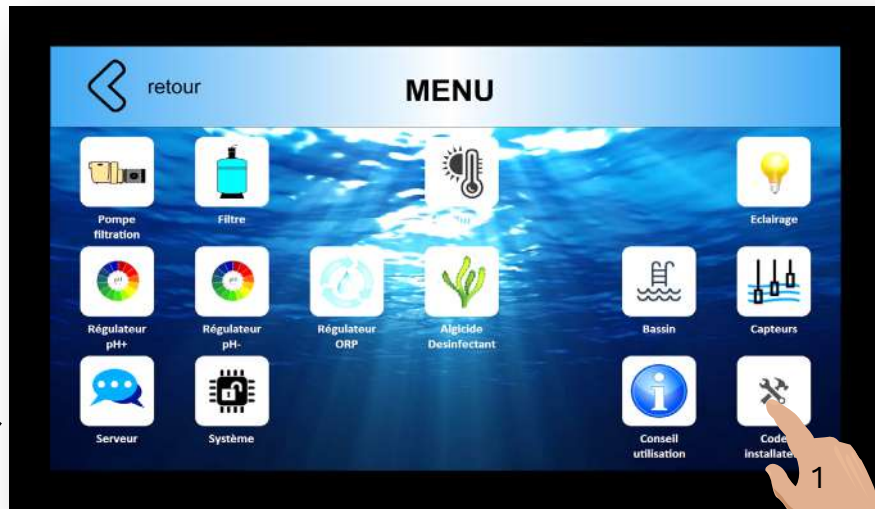 retour
MENU
Pompe
filtration
Filtre
Eclairage
Régulateur
pH+
Régulateur
pH-
Régulateur
ORP
Algicide
Desinfectant
Bassin
Capteurs
Serveur
Système
Conseil
utilisation
Code
1